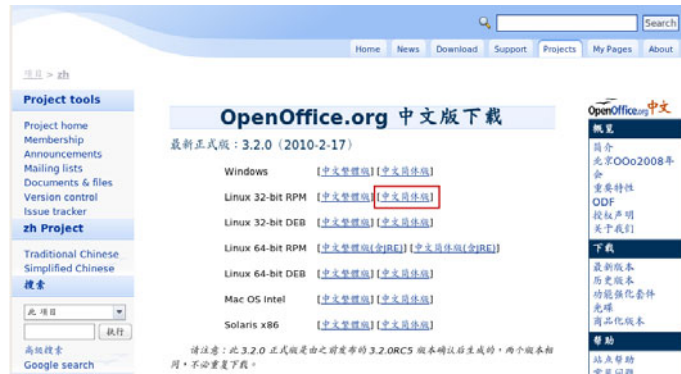 Search
Home News Download Support Projects My Pages About
项目 > zh
Project tools
Project home
Membership
Announcements
Mailing lists
Documents & files
Version control
Issue tracker
zh Project
Traditional Chinese
Simplified Chinese
搜索
此 项目
执行
高级搜索
Google search
OpenOffice.org 中文版下载
最新正式版：3.2.0（2010-2-17）
Windows [中文繁體版] [中文简体版]
Linux 32-bit RPM [中文繁體版] [中文简体版]
Linux 32-bit DEB [中文繁體版] [中文简体版]
Linux 64-bit RPM [中文繁體版(含JRE)] [中文简体版(含JRE)]
Linux 64-bit DEB [中文繁體版] [中文简体版]
Mac OS Intel [中文繁體版] [中文简体版]
Solaris x86 [中文繁體版] [中文简体版]
请注意：此 3.2.0 正式版是由之前发布的 3.2.0RC5 版本确认后生成的，两个版本相
同，不必重复下载。
OpenOffice.org 中文
概览
简介
北京OOo2008年
会
重要特性
ODF
授权声明
关于我们
下载
最新版本
历史版本
功能强化套件
光碟
商品化版本
帮助
站点帮助
常见问题